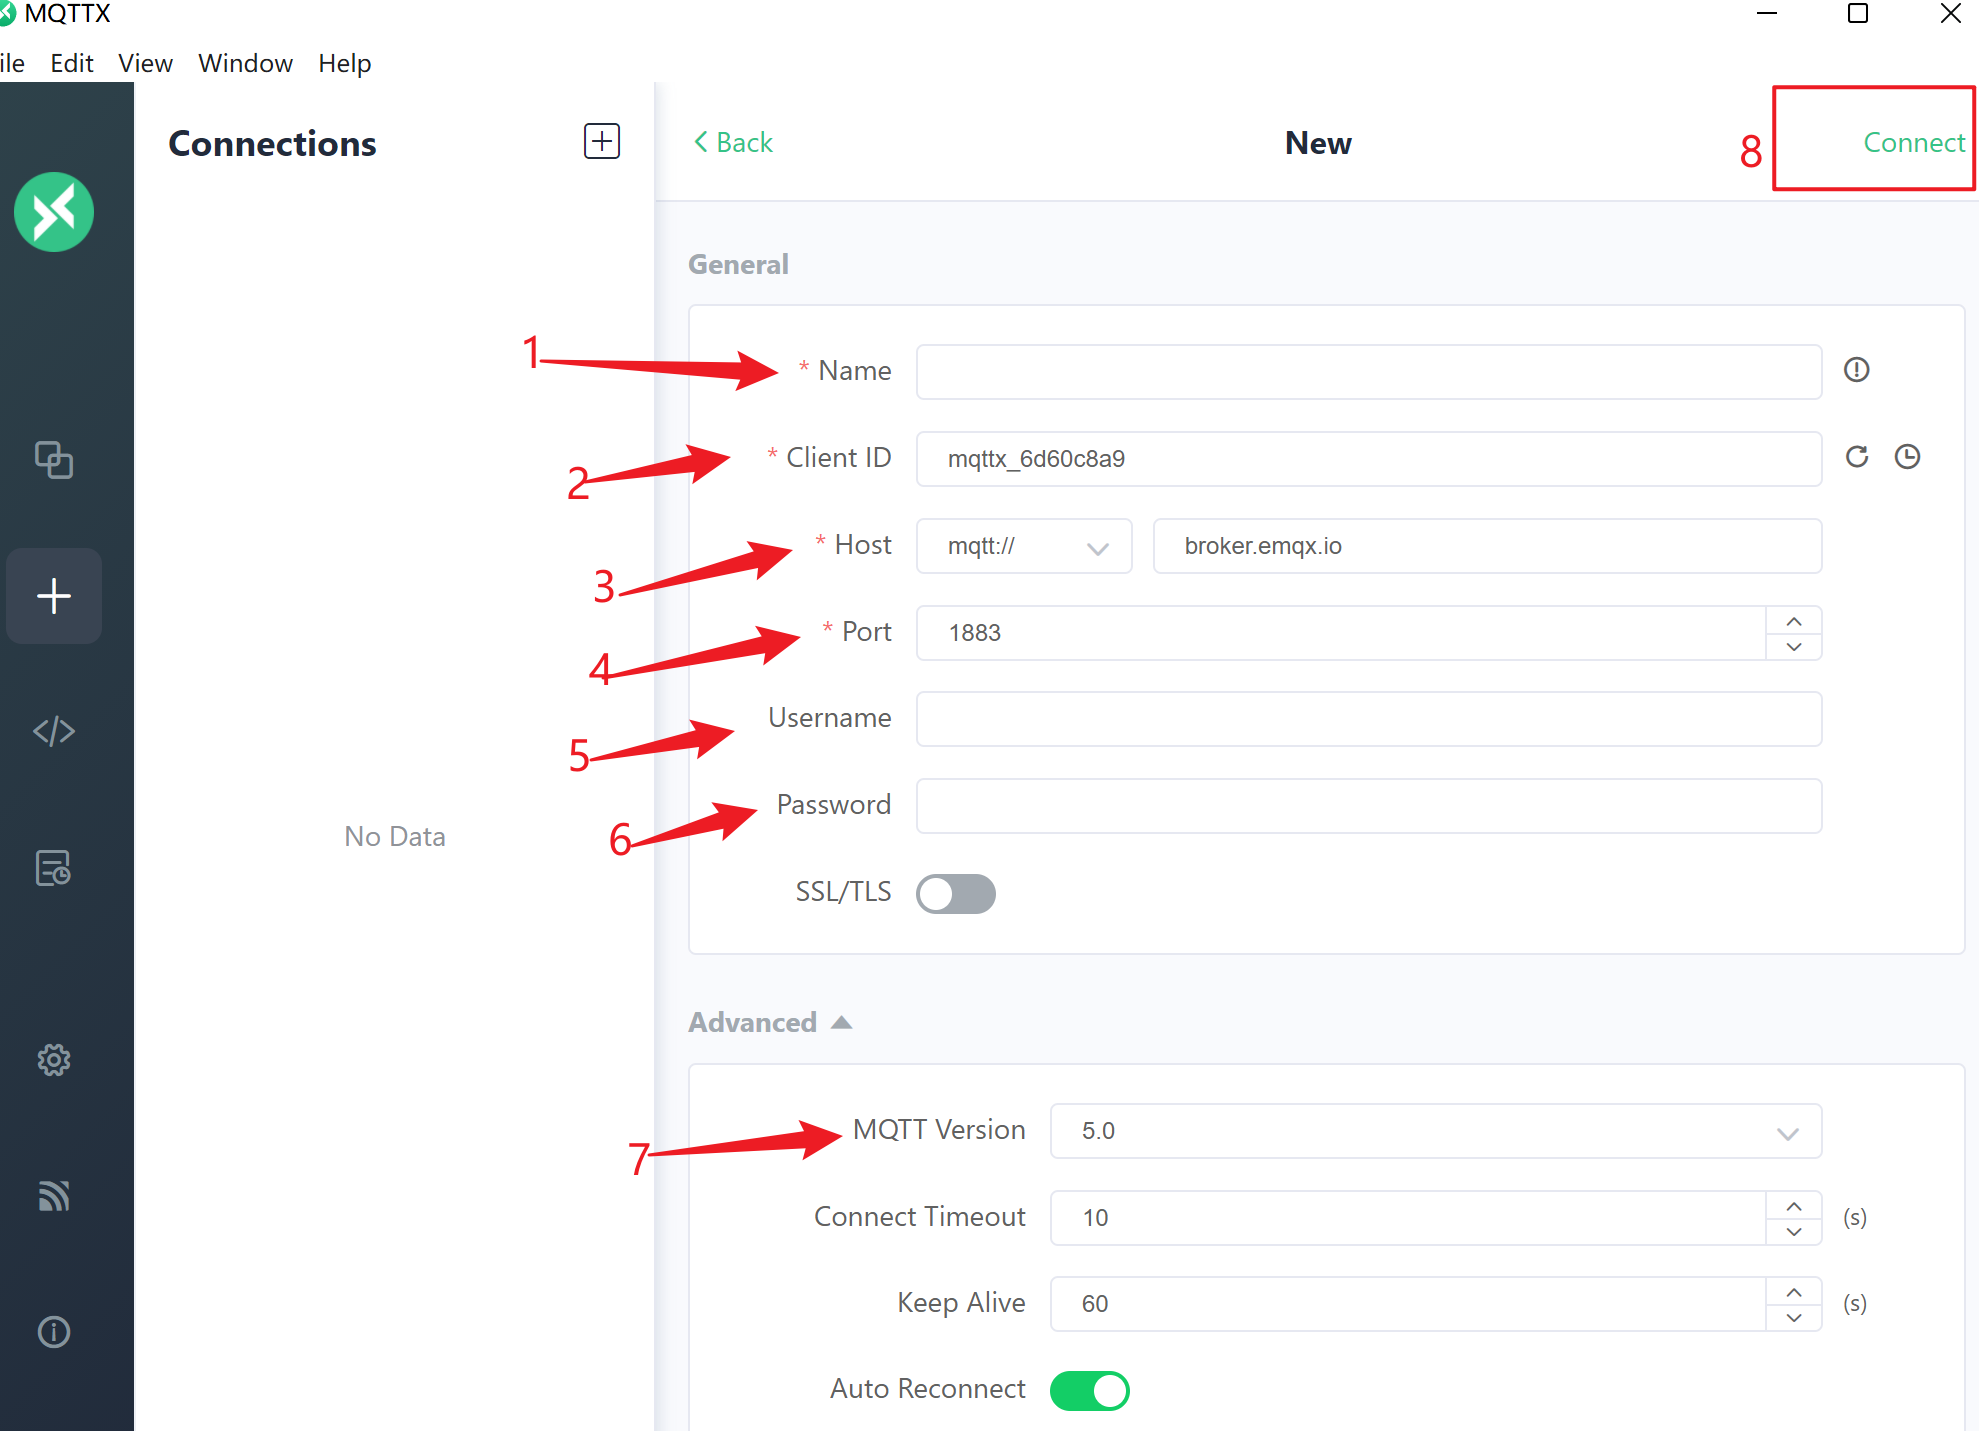 MQTTX
ile Edit View Window Help
Connections
Back
New
8
Connect
General
1
* Name
2
* Client ID
mqttx_6d60c8a9
3
* Host
mqtt://
broker.emqx.io
4
* Port
1883
5
Username
6
Password
No Data
SSL/TLS
Advanced
7
MQTT Version
5.0
Connect Timeout
10
(s)
Keep Alive
60
(s)
Auto Reconnect